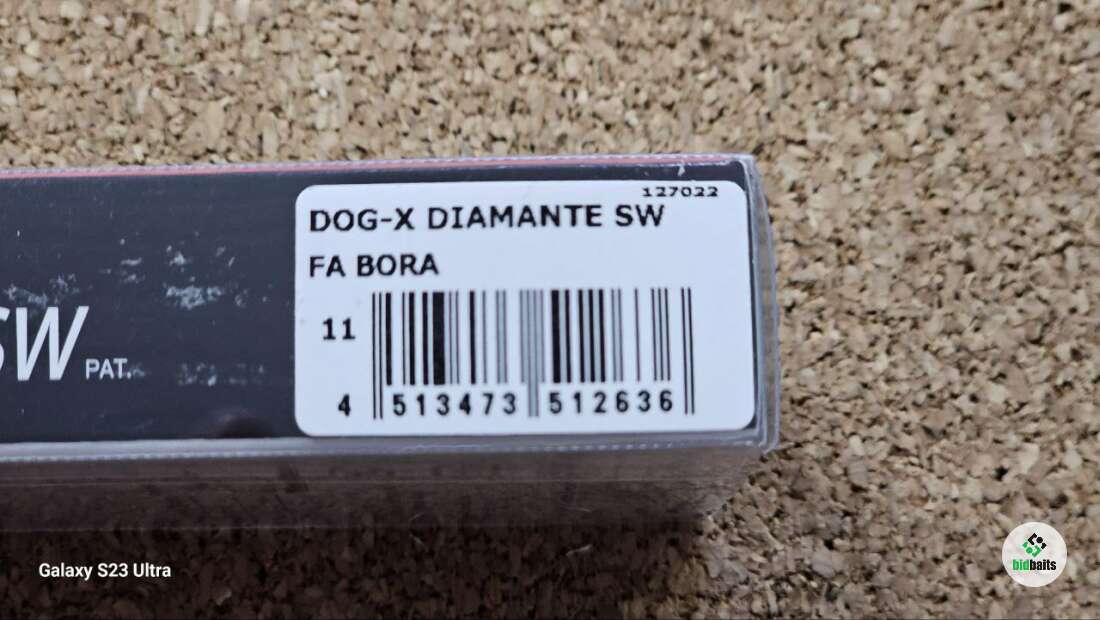 127022
DOG-X DIAMANTE SW
FA BORA
11
4 513473 512636
SW PAT.
Galaxy S23 Ultra
bidbaits